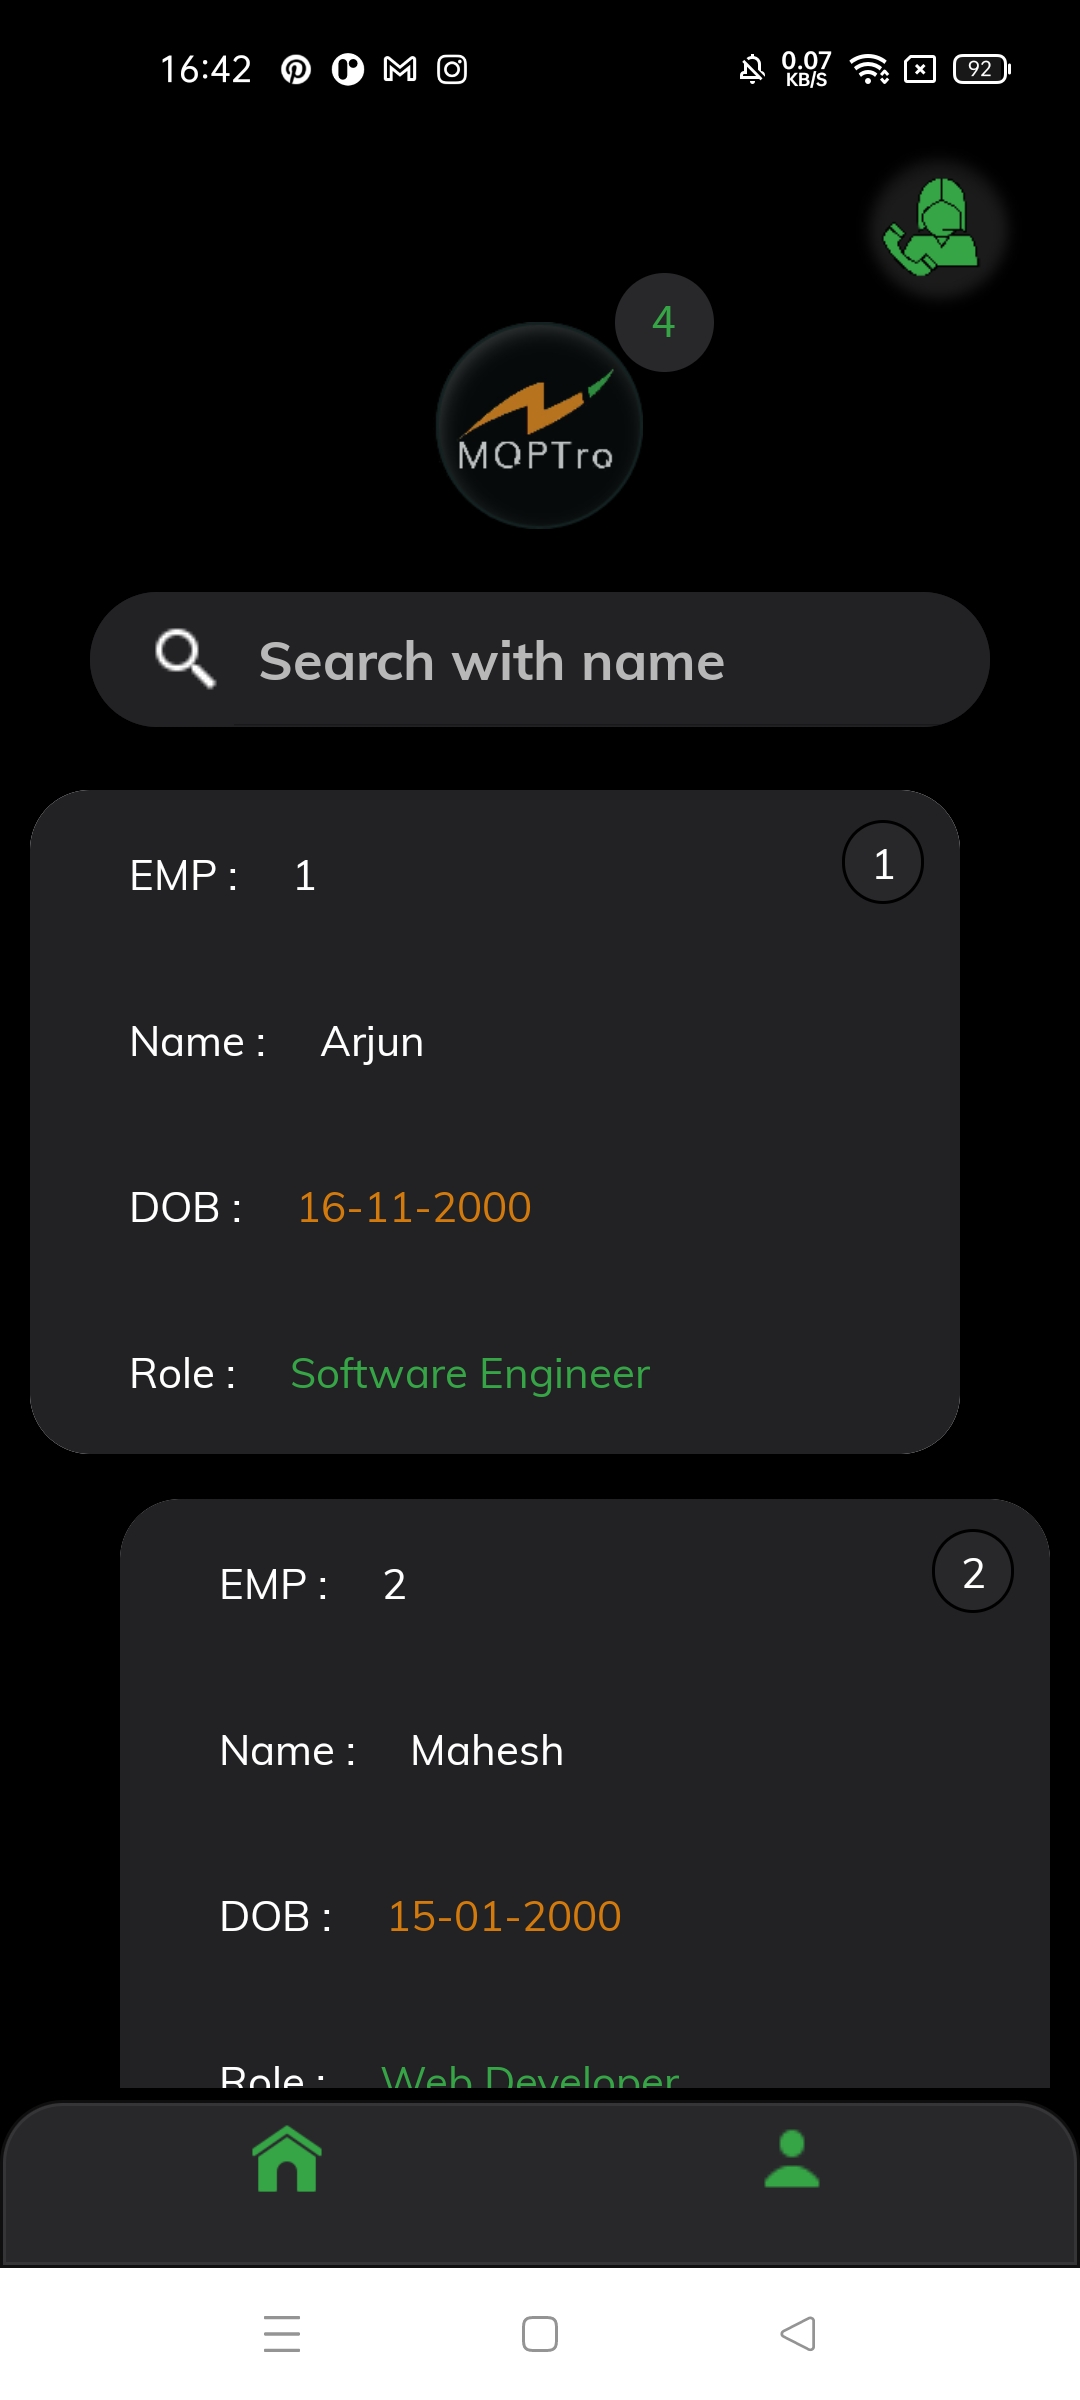 16:42 0.07 KB/S 92
4
MOPTro
Search with name
EMP : 1
1
Name : Arjun
DOB : 16-11-2000
Role : Software Engineer
EMP : 2
2
Name : Mahesh
DOB : 15-01-2000
Role : Web Developer